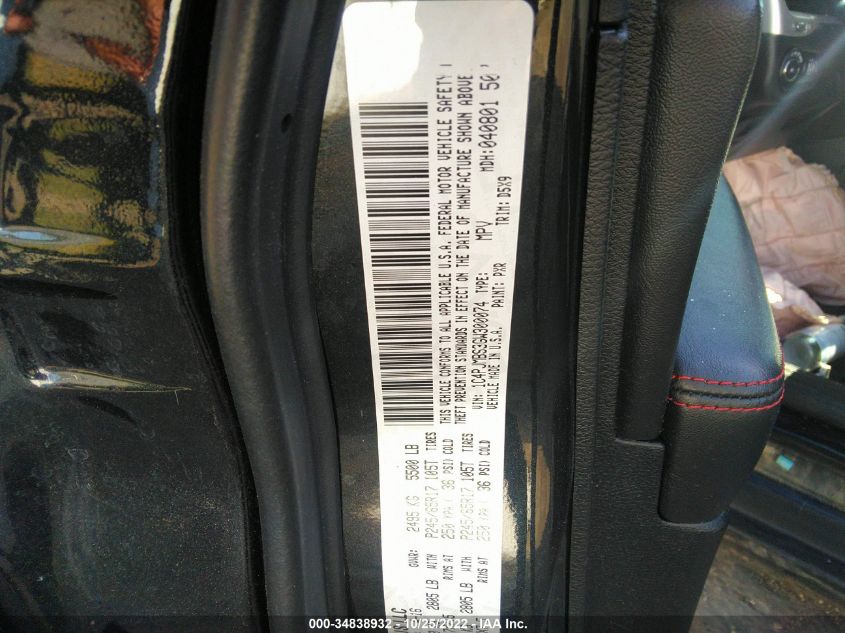 LC
GVWR: 2495 KG 5500 LB
2805 LB WITH P245/65R17 105T TIRES
RIMS AT 250 KPA( 36 PSI) COLD
2805 LB WITH P245/65R17 105T TIRES
RIMS AT 250 KPA( 36 PSI) COLD
THIS VEHICLE CONFORMS TO ALL APPLICABLE U.S.A. FEDERAL MOTOR VEHICLE SAFETY
THEFT PREVENTION STANDARDS IN EFFECT ON THE DATE OF MANUFACTURE SHOWN ABOVE.
VIN: 1C4PJMBS3GW300074 TYPE: MPV MDH:040801 50
VEHICLE MADE IN U.S.A. PAINT: PXR TRIM: D5X9
000-34838932 - 10/25/2022 - IAA Inc.